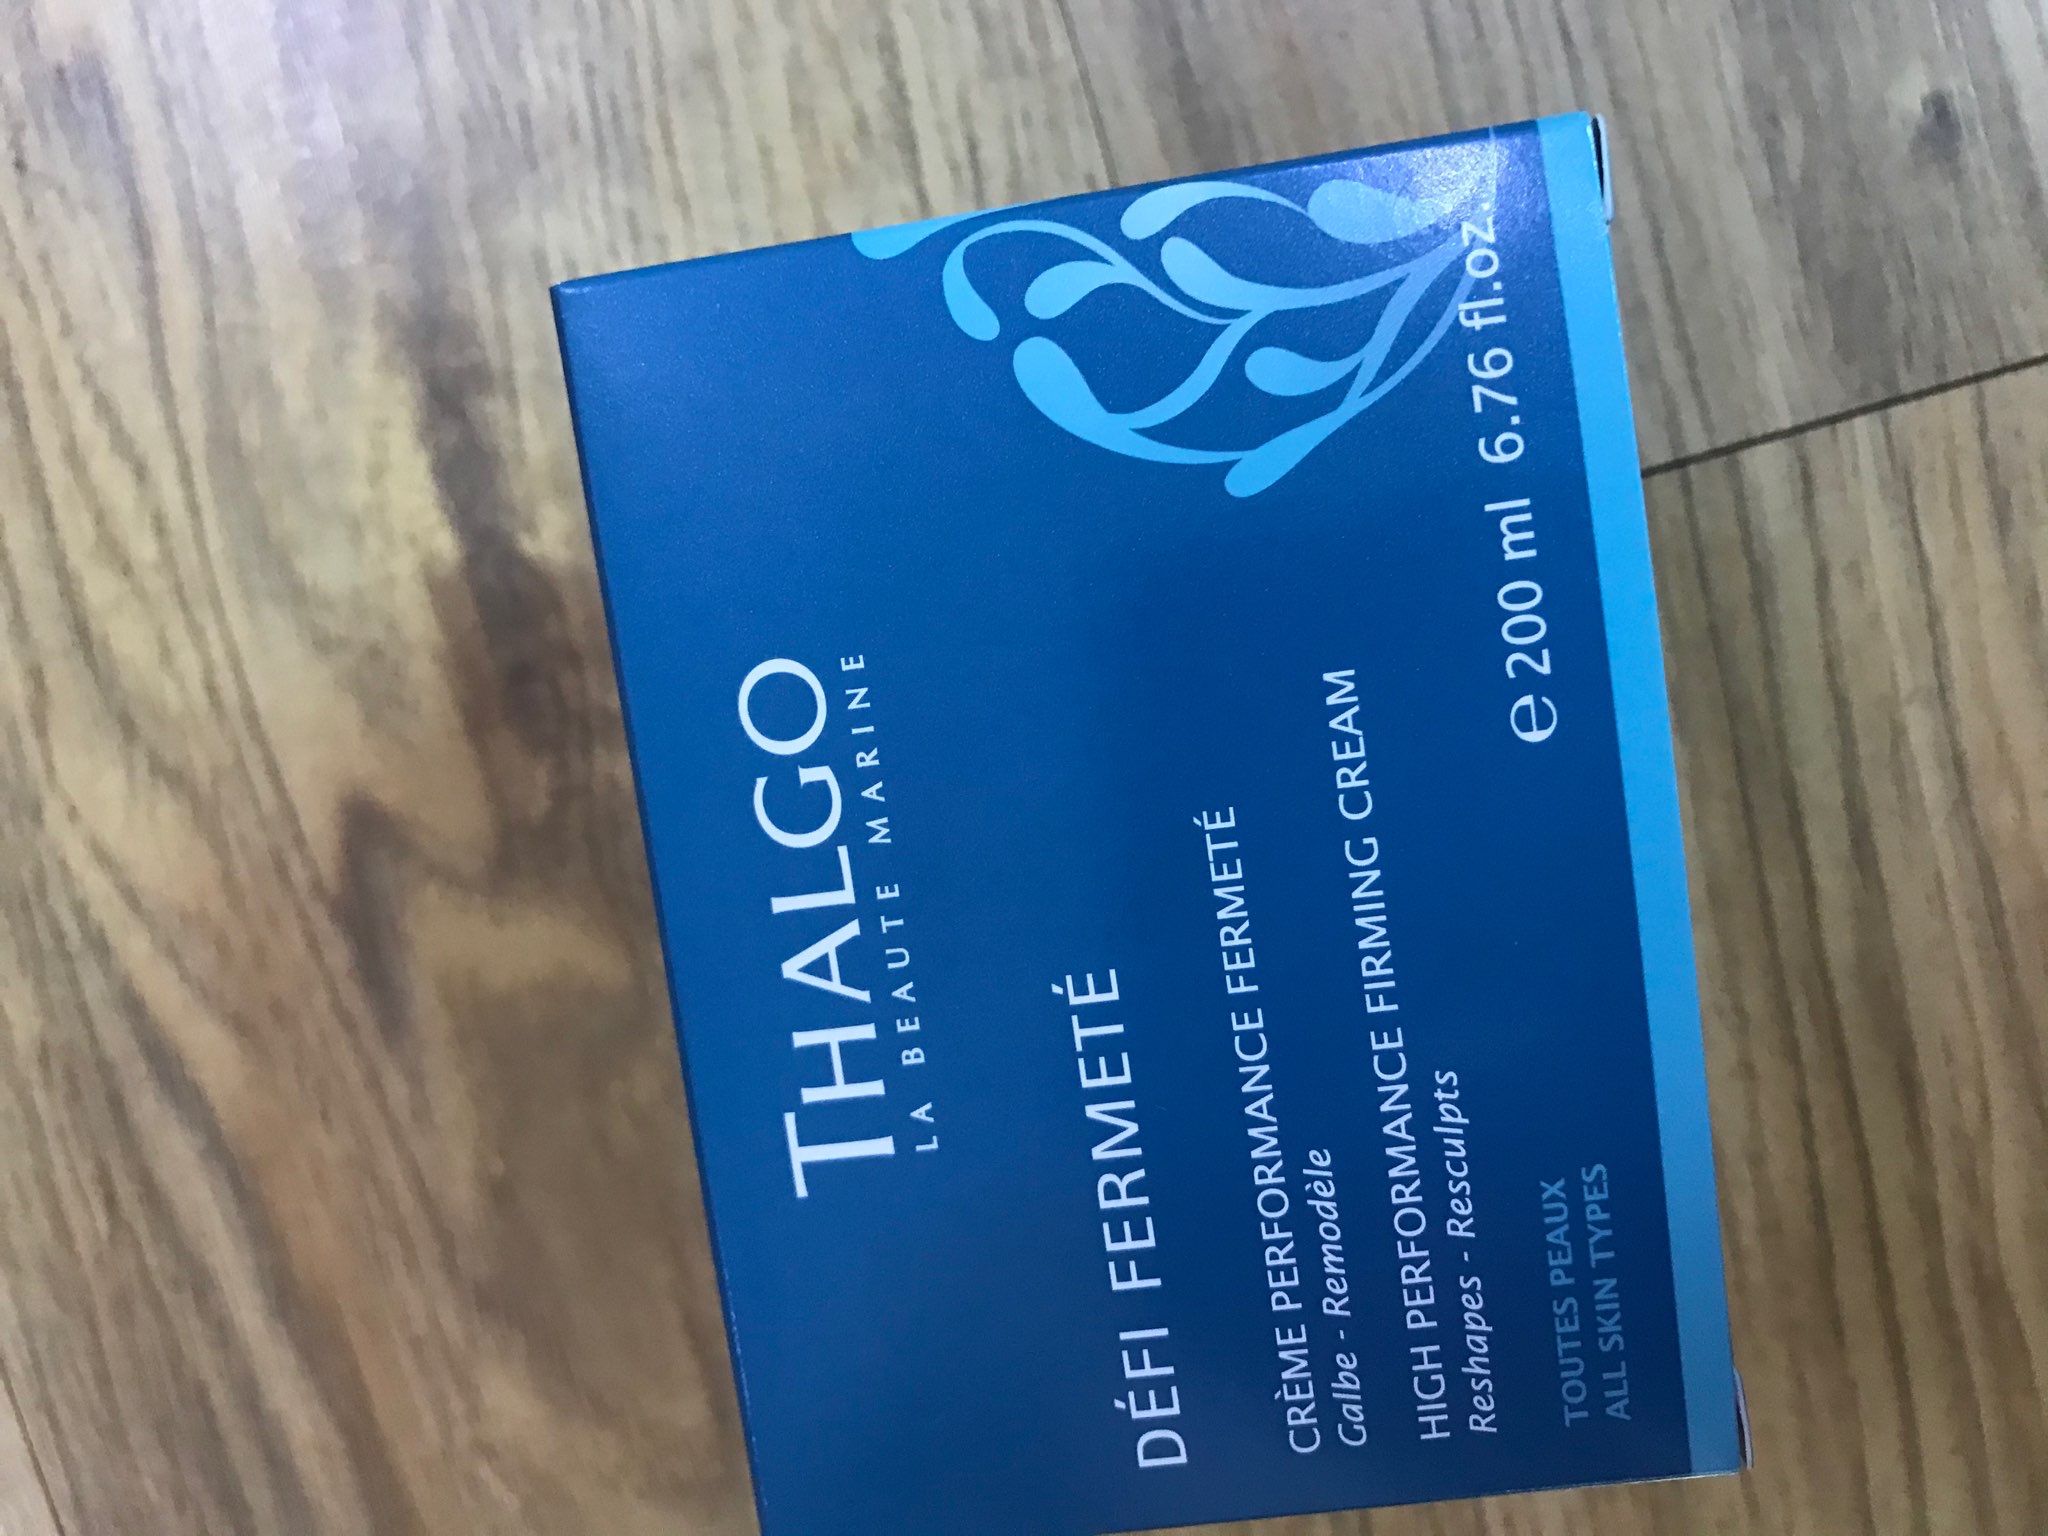 THALGO
LA BEAUTE MARINE
DÉFI FERMETÉ
CRÈME PERFORMANCE FERMETÉ
Galbe - Remodèle
HIGH PERFORMANCE FIRMING CREAM
Reshapes - Resculpts
TOUTES PEAUX
ALL SKIN TYPES
℮ 200 ml 6.76 fl.oz.